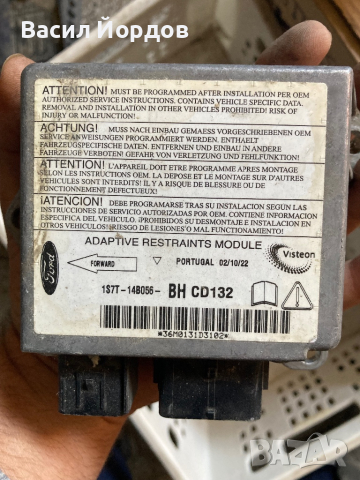 Васил Йордов
ATTENTION! MUST BE PROGRAMMED AFTER INSTALLATION PER OEM
AUTHORIZED SERVICE INSTRUCTIONS. CONTAINS VEHICLE SPECIFIC DATA.
REMOVAL AND INSTALLATION IN OTHER VEHICLES PROHIBITED! RISK OF
INJURY OR MALFUNCTION!
ACHTUNG! MUSS NACH EINBAU GEMAESS VORGESCHRIEBENEN OEM
SERVICE ANWEISUNGEN PROGRAMMIERT WERDEN. ENTHAELT
FAHRZEUGSPEZIFISCHE DATEN. ENTFERNEN UND EINBAU IN ANDERE
FAHRZEUGE VERBOTEN! GEFAHR VON VERLETZUNG UND FEHLFUNKTION!
ATTENTION! L'APAREIL DOIT ETRE PROGRAMME APRES MONTAGE
SELON LES INSTRUCTIONS OEM. LA DEPOSE ET LE MONTAGE SUR D'AUTRES
VEHICULES SONT INTERDITS! IL Y A RISQUE DE BLESSURE OU DE
FONCTIONNEMENT DEFECTUEUX!
¡ATENCION! DEBE PROGRAMARSE TRAS SU INSTALACION SEGUN LAS
INSTRUCCIONES DE SERVICIO AUTORIZADAS POR OEM. CONTIENE INFORMACION
ESPECIFICA DEL VEHICULO. PROHIBIDO SU DESMONTAJE E INSTALACION EN
OTROS VEHICULOS! RIESGO DE LESIONES O MAL FUNCIONAMIENTO!
ADAPTIVE RESTRAINTS MODULE
Visteon
Ford
FORWARD
PORTUGAL 02/10/22
1S7T-14B056- BH CD132
*36M0131D3102*
BAZAR